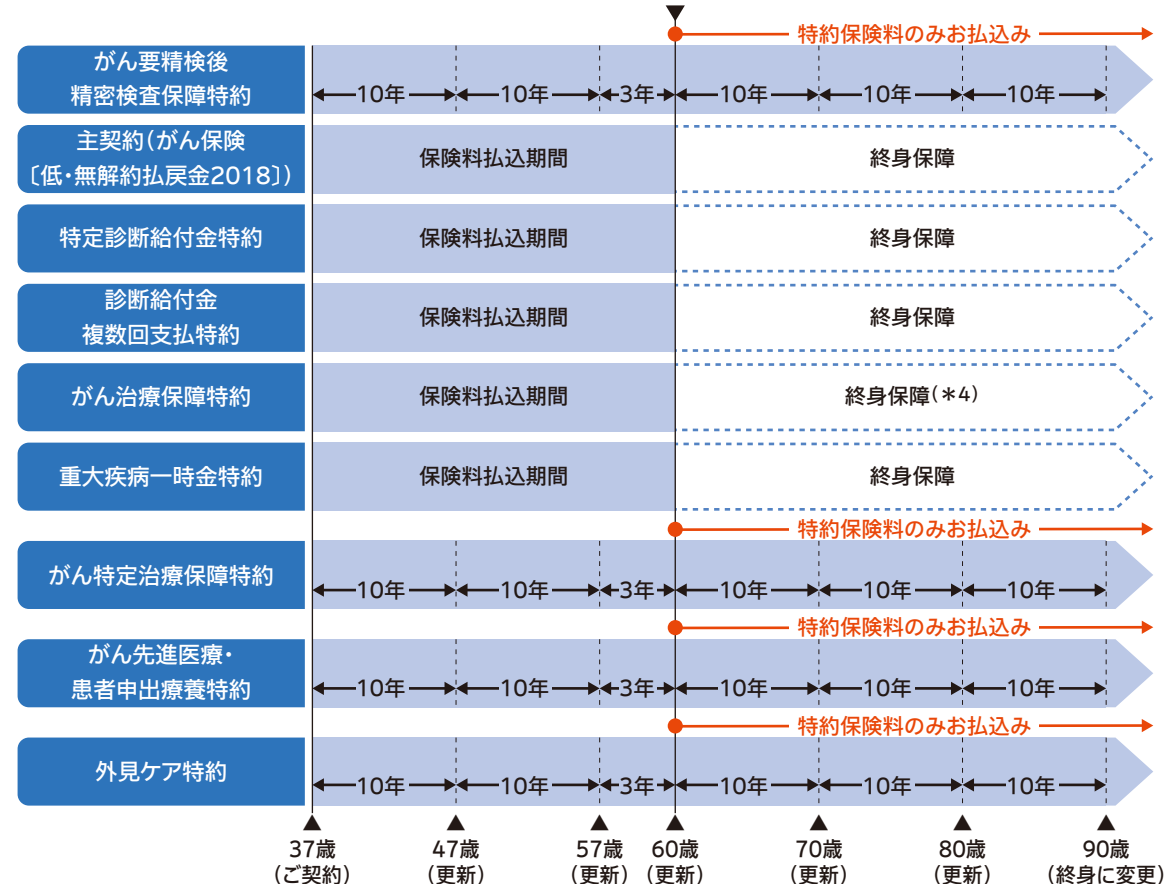 特約保険料のみお払込み
がん要精検後
精密検査保障特約
10年 10年 3年 10年 10年 10年
主契約(がん保険
〔低・無解約払戻金2018〕)
保険料払込期間 終身保障
特定診断給付金特約 保険料払込期間 終身保障
診断給付金
複数回支払特約
保険料払込期間 終身保障
がん治療保障特約 保険料払込期間 終身保障(＊4)
重大疾病一時金特約 保険料払込期間 終身保障
特約保険料のみお払込み
がん特定治療保障特約
10年 10年 3年 10年 10年 10年
特約保険料のみお払込み
がん先進医療・
患者申出療養特約
10年 10年 3年 10年 10年 10年
特約保険料のみお払込み
外見ケア特約
10年 10年 3年 10年 10年 10年
37歳 47歳 57歳 60歳 70歳 80歳 90歳
(ご契約) (更新) (更新) (更新) (更新) (更新) (終身に変更)